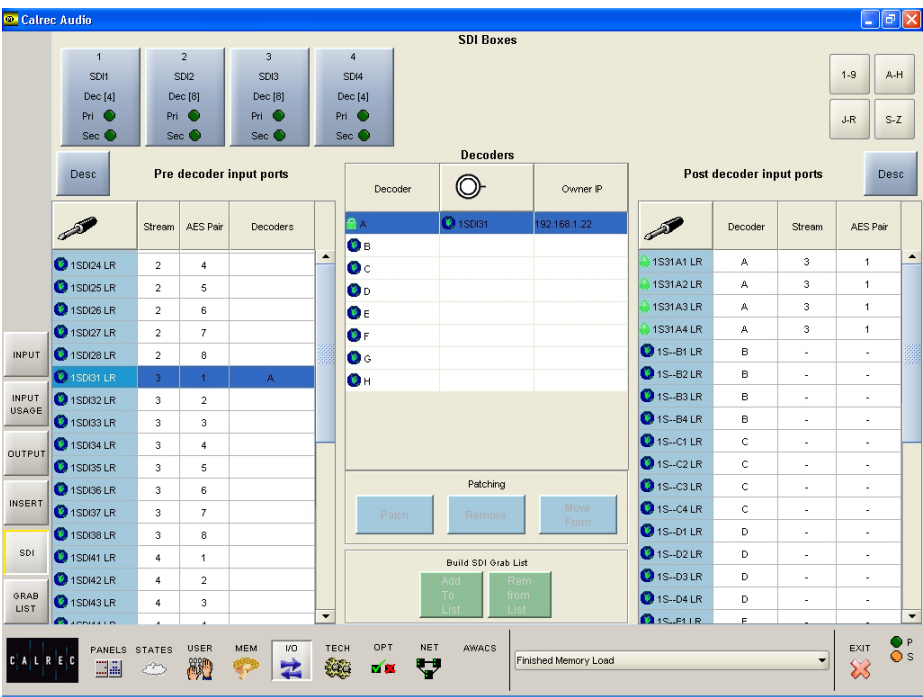 Calrec Audio
SDI Boxes
1
SDI1
Dec [4]
Pri
Sec
2
SDI2
Dec [8]
Pri
Sec
3
SDI3
Dec [8]
Pri
Sec
4
SDI4
Dec [4]
Pri
Sec
1-9
A-H
J-R
S-Z
Desc
Pre decoder input ports
Decoders
Post decoder input ports
Desc
Stream AES Pair Decoders
1SDI24 LR 2 4
1SDI25 LR 2 5
1SDI26 LR 2 6
1SDI27 LR 2 7
1SDI28 LR 2 8
1SDI31 LR 3 1 A
1SDI32 LR 3 2
1SDI33 LR 3 3
1SDI34 LR 3 4
1SDI35 LR 3 5
1SDI36 LR 3 6
1SDI37 LR 3 7
1SDI38 LR 3 8
1SDI41 LR 4 1
1SDI42 LR 4 2
1SDI43 LR 4 3
1SDI44 LR 4 4
Decoder Owner IP
A 1SDI31 192.168.1.22
B
C
D
E
F
G
H
Patching
Patch
Remove
Move
From
Build SDI Grab List
Add
To
List
Rem
from
List
Decoder Stream AES Pair
1S31A1 LR A 3 1
1S31A2 LR A 3 1
1S31A3 LR A 3 1
1S31A4 LR A 3 1
1S--B1 LR B - -
1S--B2 LR B - -
1S--B3 LR B - -
1S--B4 LR B - -
1S--C1 LR C - -
1S--C2 LR C - -
1S--C3 LR C - -
1S--C4 LR C - -
1S--D1 LR D - -
1S--D2 LR D - -
1S--D3 LR D - -
1S--D4 LR D - -
1S--E1 LR E - -
INPUT
INPUT
USAGE
OUTPUT
INSERT
SDI
GRAB
LIST
CALREC
PANELS
STATES
USER
MEM
I/O
TECH
OPT
NET
AWACS
Finished Memory Load
EXIT
P
S